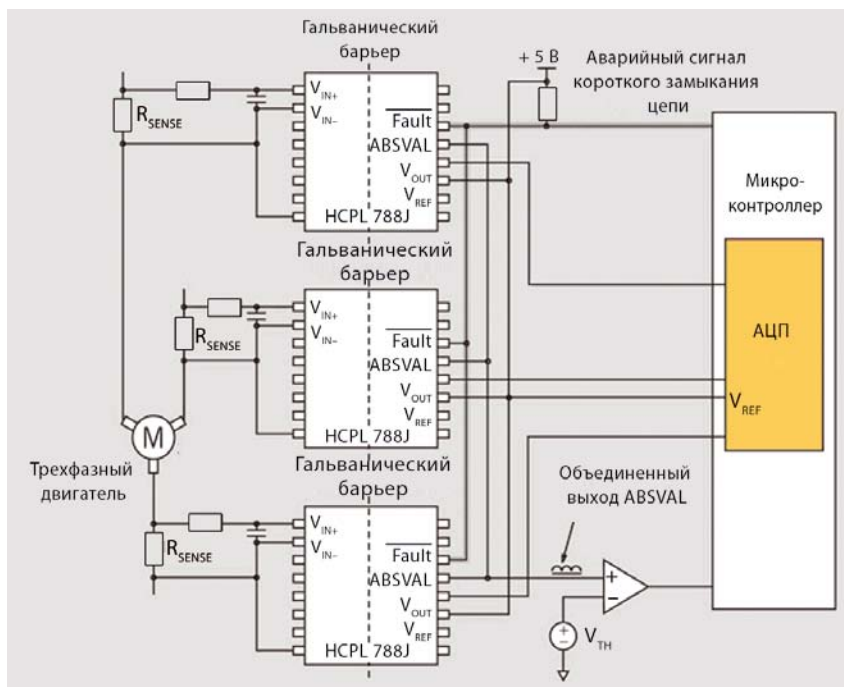 Гальванический
барьер
+ 5 В
Аварийный сигнал
короткого замыкания
цепи
R_SENSE
V_IN+
V_IN–
Fault
ABSVAL
V_OUT
V_REF
HCPL 788J
Микро-
контроллер
Гальванический
барьер
R_SENSE
V_IN+
V_IN–
Fault
ABSVAL
V_OUT
V_REF
HCPL 788J
АЦП
V_REF
M
Трехфазный
двигатель
Гальванический
барьер
Объединенный
выход ABSVAL
R_SENSE
V_IN+
V_IN–
Fault
ABSVAL
V_OUT
V_REF
HCPL 788J
+
–
+
–
V_TH